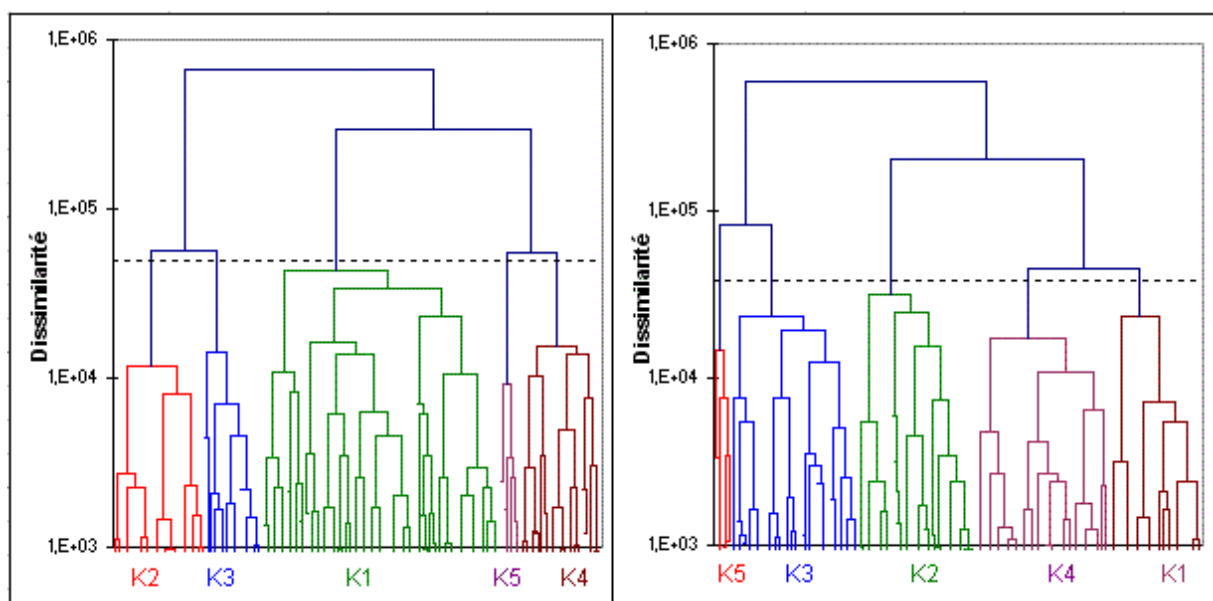 1,E+06
1,E+05
1,E+04
1,E+03
Dissimilarité
K2 K3 K1 K5 K4
1,E+06
1,E+05
1,E+04
1,E+03
Dissimilarité
K5 K3 K2 K4 K1